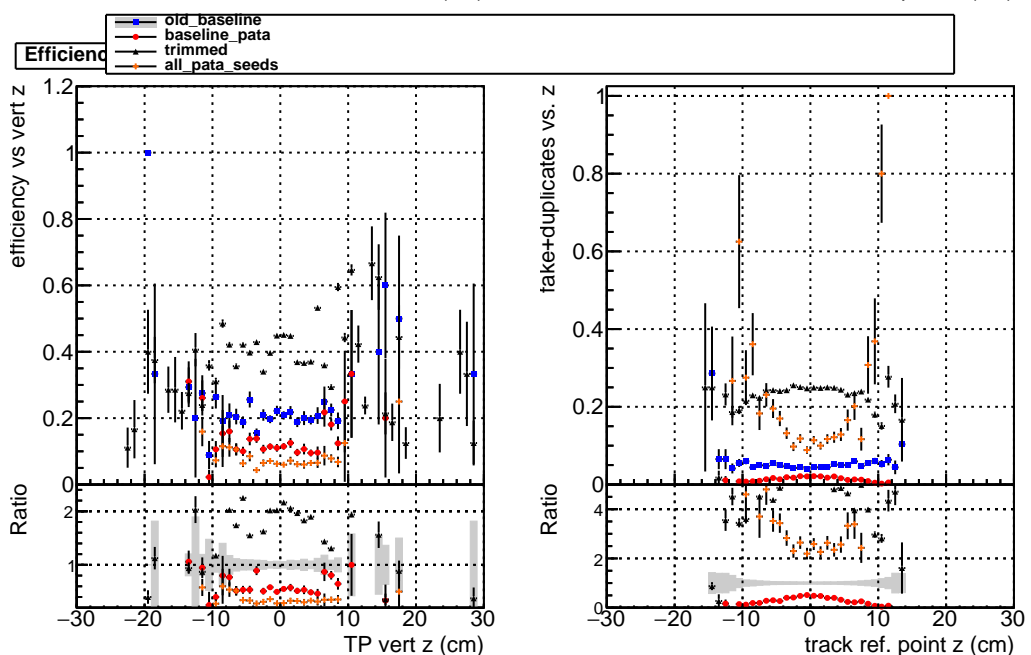 old_baseline
baseline_pata
trimmed
all_pata_seeds
Efficienc
efficiency vs vert z
1.2
1
0.8
0.6
0.4
0.2
0
Ratio
2
1
0
−30 −20 −10 0 10 20 30
TP vert z (cm)
fake+duplicates vs. z
1
0.8
0.6
0.4
0.2
0
Ratio
4
2
0
−30 −20 −10 0 10 20 30
track ref. point z (cm)